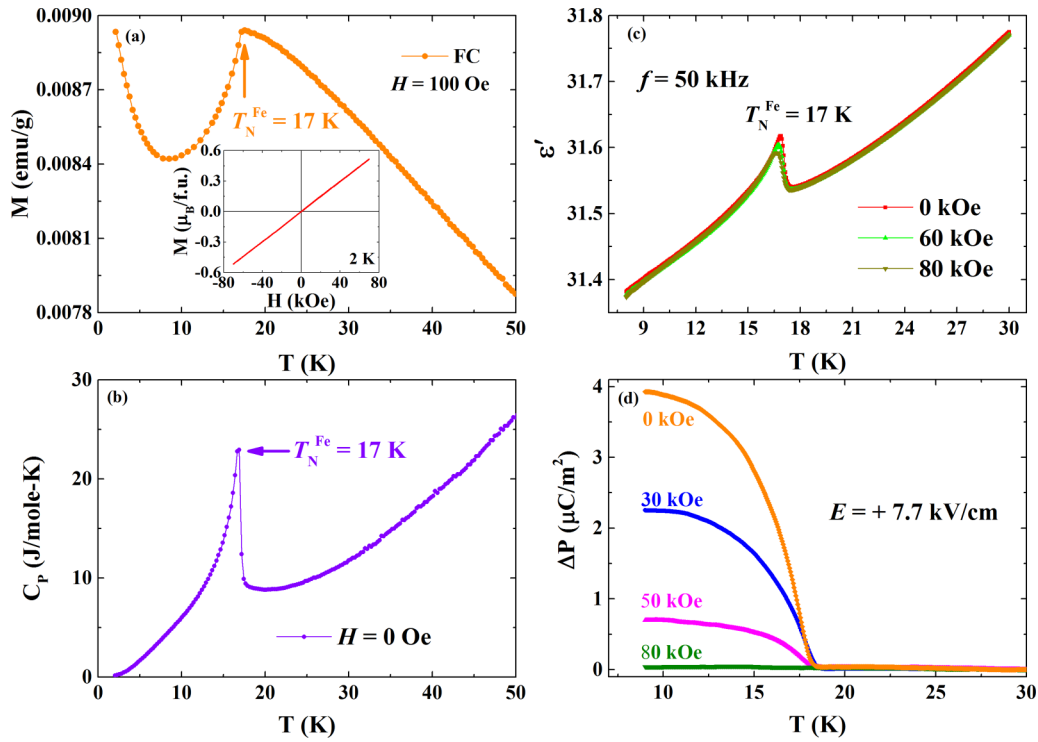 (a)
FC
H = 100 Oe
T_N^Fe = 17 K
M (emu/g)
0.0090
0.0087
0.0084
0.0081
0.0078
0 10 20 30 40 50
T (K)
M (μ_B/f.u.)
0.6
0.3
0.0
-0.3
-0.6
2 K
-80 -40 0 40 80
H (kOe)
(c)
f = 50 kHz
T_N^Fe = 17 K
0 kOe
60 kOe
80 kOe
ε′
31.8
31.7
31.6
31.5
31.4
9 12 15 18 21 24 27 30
T (K)
(b)
T_N^Fe = 17 K
H = 0 Oe
C_P (J/mole-K)
30
20
10
0
0 10 20 30 40 50
T (K)
(d)
0 kOe
30 kOe
50 kOe
80 kOe
E = + 7.7 kV/cm
ΔP (μC/m²)
4
3
2
1
0
10 15 20 25 30
T (K)